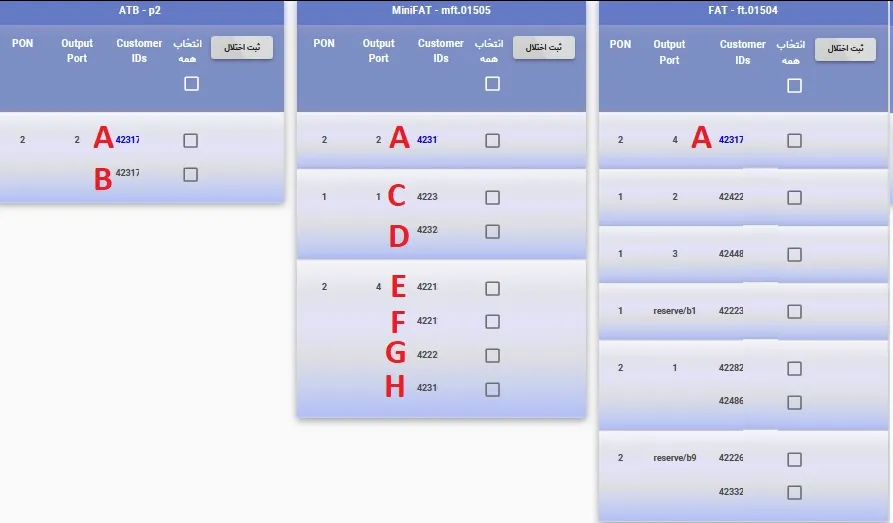 ATB - p2
PON Output Port Customer IDs انتخاب همه ثبت اختلال
2 2 A 42317
B 42317
MiniFAT - mft.01505
PON Output Port Customer IDs انتخاب همه ثبت اختلال
2 2 A 4231
1 1 C 4223
D 4232
2 4 E 4221
F 4221
G 4222
H 4231
FAT - ft.01504
PON Output Port Customer IDs انتخاب همه ثبت اختلال
2 4 A 42317
1 2 42422
1 3 42448
1 reserve/b1 42223
2 1 42282
42486
2 reserve/b9 42226
42332